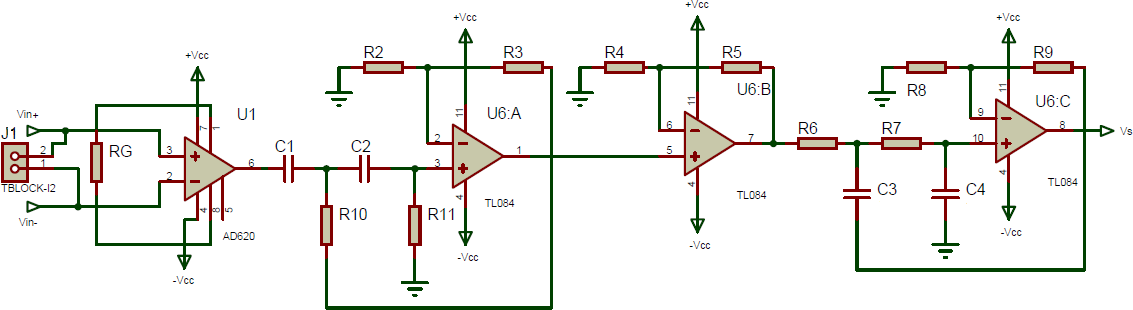 +Vcc
Vin+
J1
2
1
TBLOCK-I2
Vin-
RG
U1
7
1
3
2
6
4
8
5
AD620
-Vcc
C1
C2
R10
R11
R2
R3
+Vcc
U6:A
11
2
3
1
4
TL084
-Vcc
R4
R5
+Vcc
U6:B
11
6
5
7
4
TL084
-Vcc
R6
R7
C3
C4
R8
R9
+Vcc
U6:C
11
9
10
8
4
TL084
-Vcc
Vs